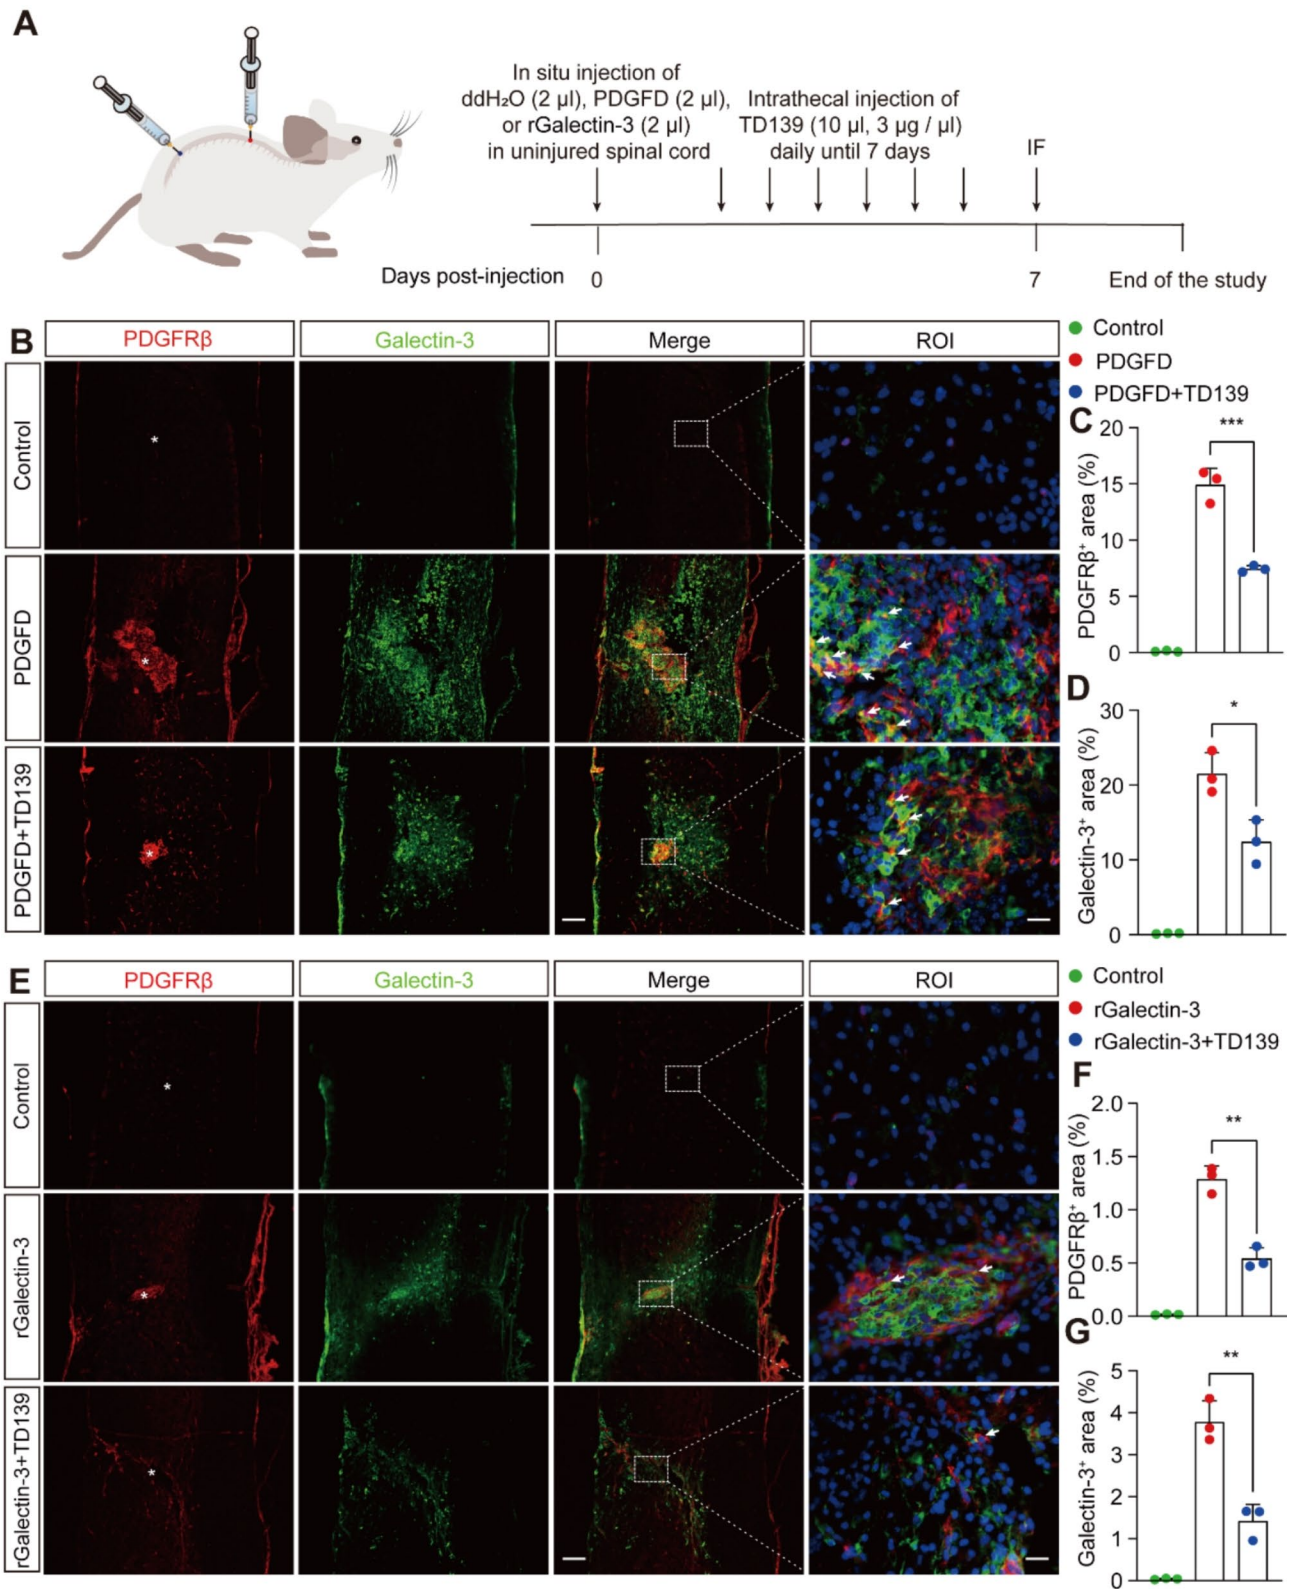 A
In situ injection of
ddH₂O (2 μl), PDGFD (2 μl),
or rGalectin-3 (2 μl)
in uninjured spinal cord
Intrathecal injection of
TD139 (10 μl, 3 μg / μl)
daily until 7 days
IF
Days post-injection
0
7
End of the study
B
PDGFRβ
Galectin-3
Merge
ROI
Control
PDGFD
PDGFD+TD139
*
*
*
Control
PDGFD
PDGFD+TD139
C
PDGFRβ⁺ area (%)
20
15
10
5
0
***
D
Galectin-3⁺ area (%)
30
20
10
0
*
E
PDGFRβ
Galectin-3
Merge
ROI
Control
rGalectin-3
rGalectin-3+TD139
*
*
*
Control
rGalectin-3
rGalectin-3+TD139
F
PDGFRβ⁺ area (%)
2.0
1.5
1.0
0.5
0.0
**
G
Galectin-3⁺ area (%)
5
4
3
2
1
0
**